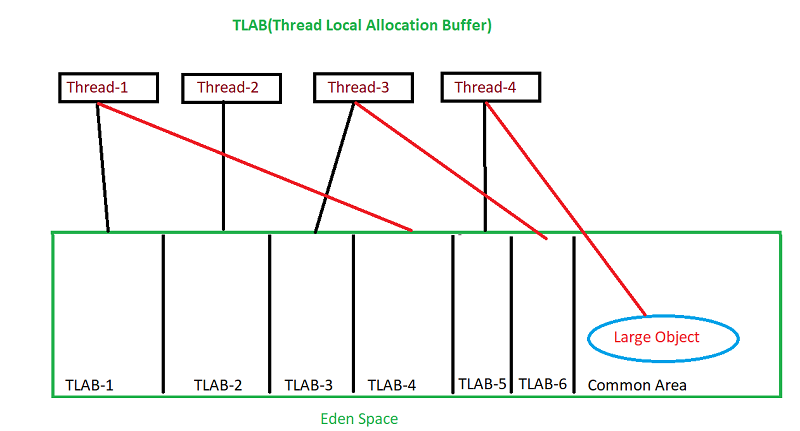 TLAB(Thread Local Allocation Buffer)
Thread-1
Thread-2
Thread-3
Thread-4
Large Object
TLAB-1
TLAB-2
TLAB-3
TLAB-4
TLAB-5
TLAB-6
Common Area
Eden Space